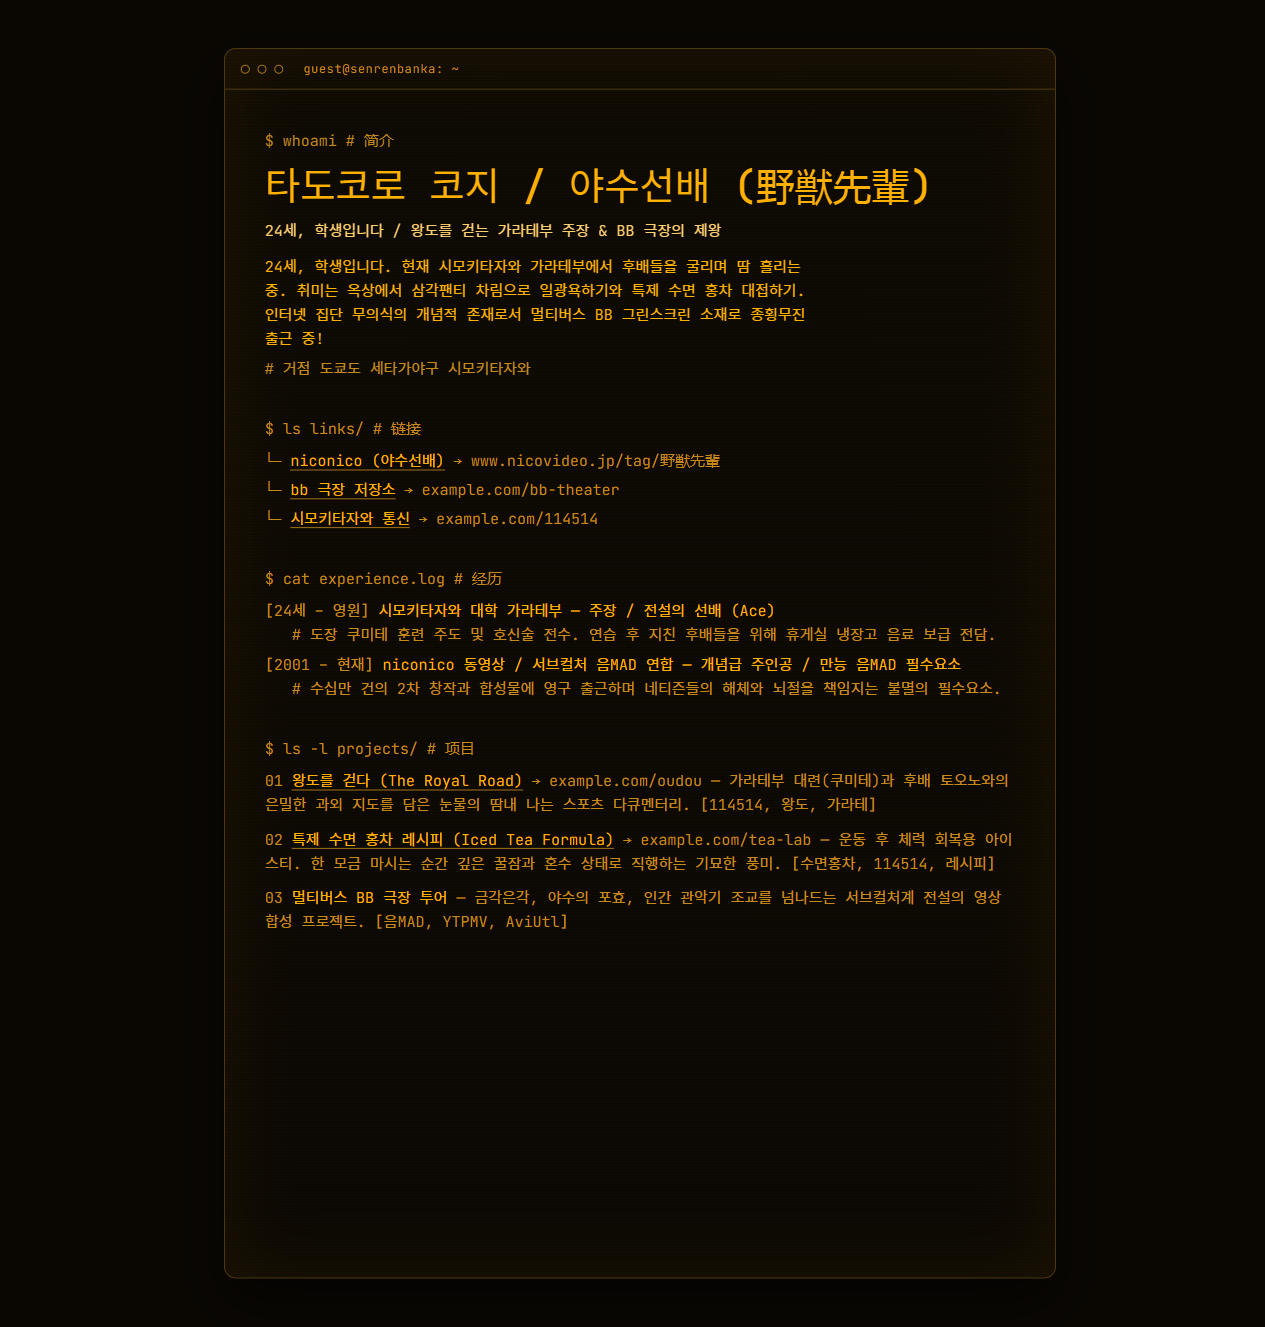 guest@senrenbanka: ~
$ whoami # 简介
타도코로 코지 / 야수선배 (野獣先輩)
24세, 학생입니다 / 왕도를 걷는 가라테부 주장 & BB 극장의 제왕
24세, 학생입니다. 현재 시모키타자와 가라테부에서 후배들을 굴리며 땀 흘리는
중. 취미는 옥상에서 삼각팬티 차림으로 일광욕하기와 특제 수면 홍차 대접하기.
인터넷 집단 무의식의 개념적 존재로서 멀티버스 BB 그린스크린 소재로 종횡무진
출근 중!
# 거점 도쿄도 세타가야구 시모키타자와
$ ls links/ # 链接
└─ niconico (야수선배) → www.nicovideo.jp/tag/野獣先輩
└─ bb 극장 저장소 → example.com/bb-theater
└─ 시모키타자와 통신 → example.com/114514
$ cat experience.log # 经历
[24세 – 영원] 시모키타자와 대학 가라테부 — 주장 / 전설의 선배 (Ace)
# 도장 쿠미테 훈련 주도 및 호신술 전수. 연습 후 지친 후배들을 위해 휴게실 냉장고 음료 보급 전담.
[2001 – 현재] niconico 동영상 / 서브컬처 음MAD 연합 — 개념급 주인공 / 만능 음MAD 필수요소
# 수십만 건의 2차 창작과 합성물에 영구 출근하며 네티즌들의 해체와 뇌절을 책임지는 불멸의 필수요소.
$ ls -l projects/ # 项目
01 왕도를 걷다 (The Royal Road) → example.com/oudou — 가라테부 대련(쿠미테)과 후배 토오노와의
은밀한 과외 지도를 담은 눈물의 땀내 나는 스포츠 다큐멘터리. [114514, 왕도, 가라테]
02 특제 수면 홍차 레시피 (Iced Tea Formula) → example.com/tea-lab — 운동 후 체력 회복용 아이
스티. 한 모금 마시는 순간 깊은 꿀잠과 혼수 상태로 직행하는 기묘한 풍미. [수면홍차, 114514, 레시피]
03 멀티버스 BB 극장 투어 — 금각은각, 야수의 포효, 인간 관악기 조교를 넘나드는 서브컬처계 전설의 영상
합성 프로젝트. [음MAD, YTPMV, AviUtl]